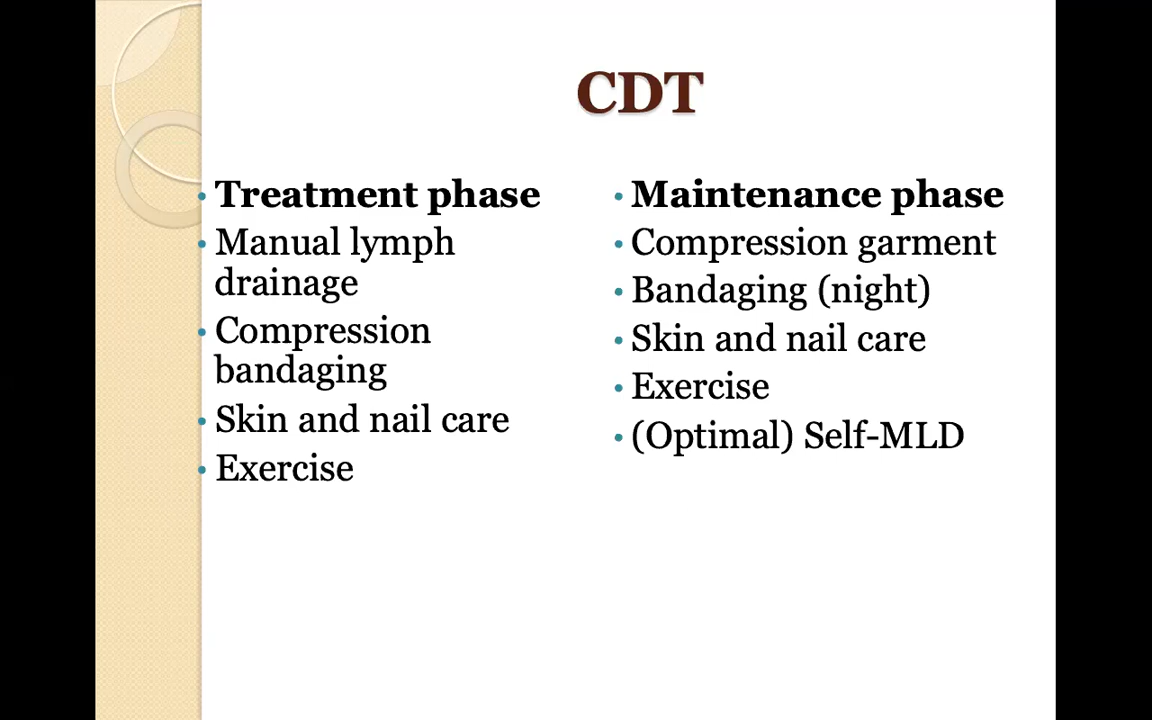 CDT
• Treatment phase
• Manual lymph
drainage
• Compression
bandaging
• Skin and nail care
• Exercise
• Maintenance phase
• Compression garment
• Bandaging (night)
• Skin and nail care
• Exercise
• (Optimal) Self-MLD